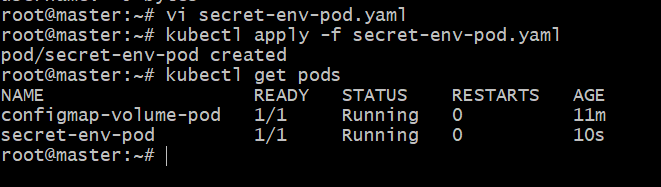 root@master:~# vi secret-env-pod.yaml
root@master:~# kubectl apply -f secret-env-pod.yaml
pod/secret-env-pod created
root@master:~# kubectl get pods
NAME READY STATUS RESTARTS AGE
configmap-volume-pod 1/1 Running 0 11m
secret-env-pod 1/1 Running 0 10s
root@master:~#